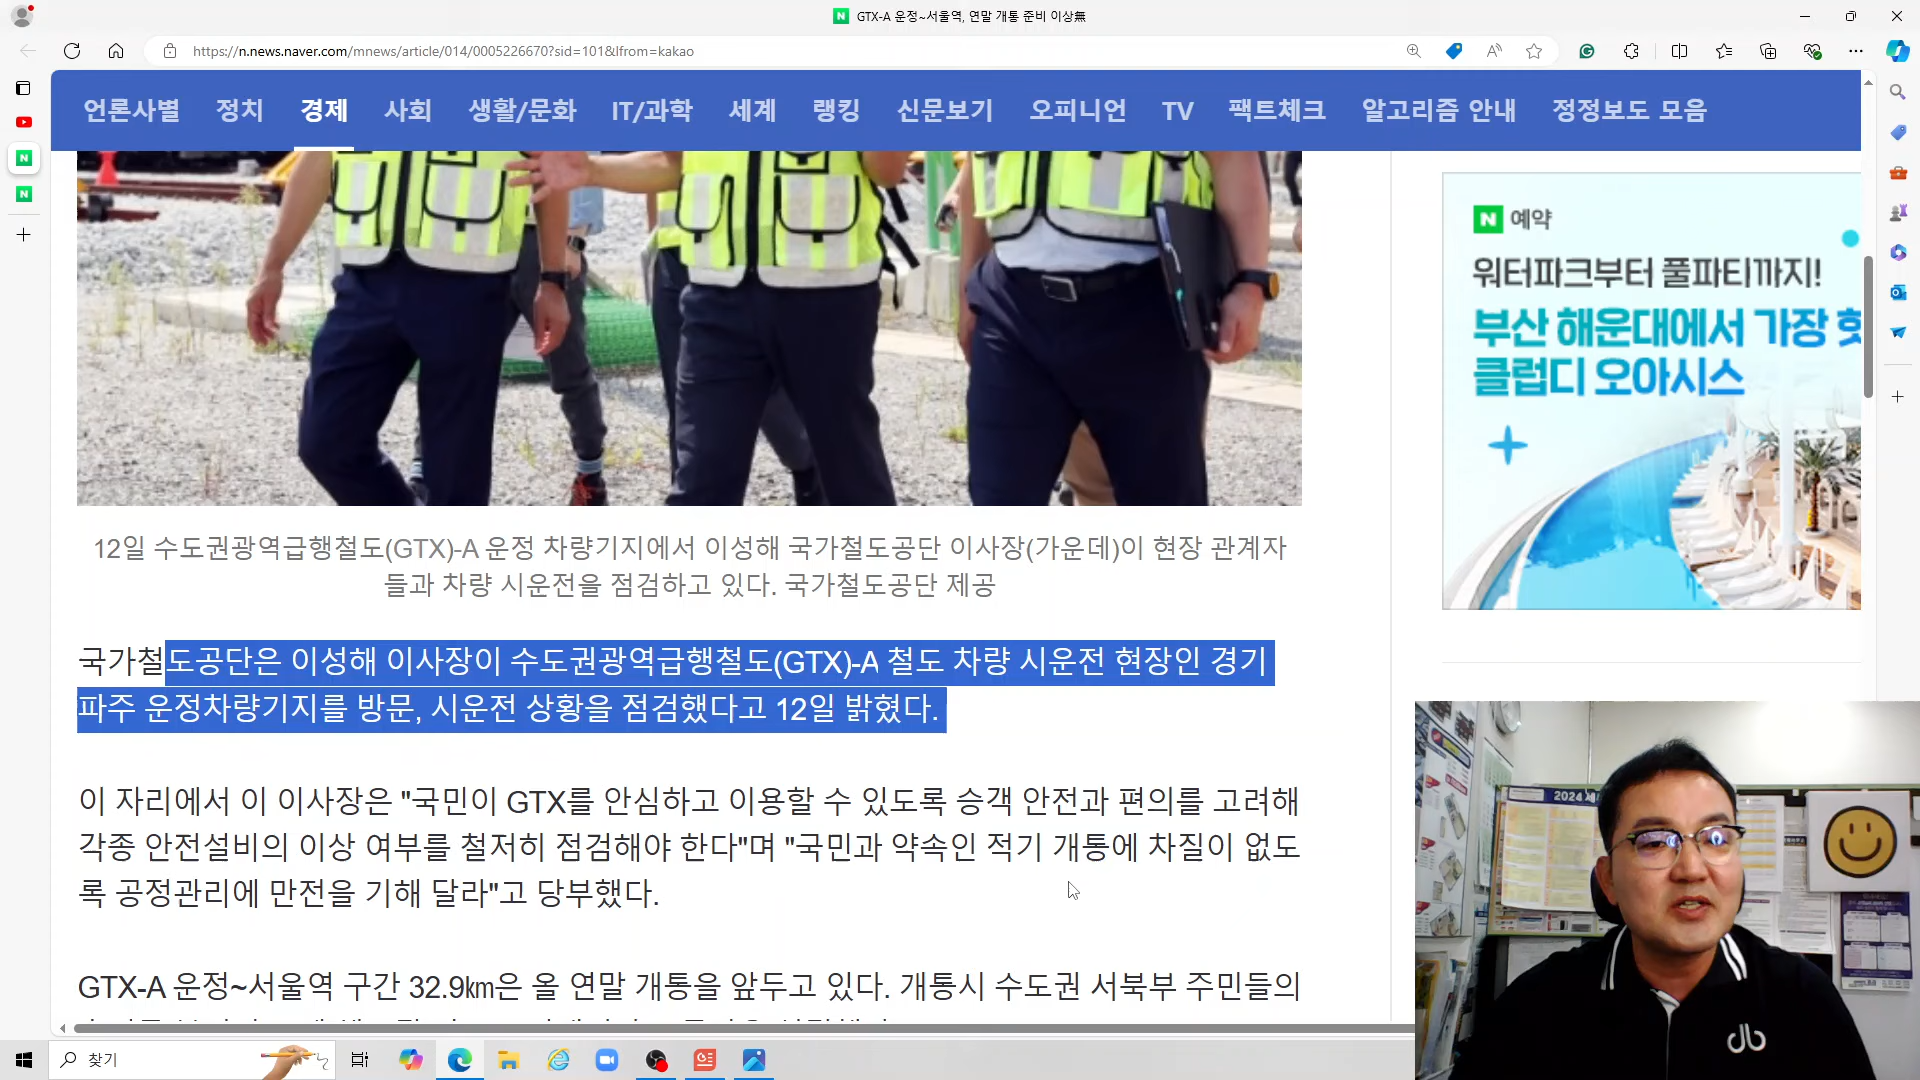 GTX-A 운정~서울역, 연말 개통 준비 이상無
https://n.news.naver.com/mnews/article/014/0005226670?sid=101&lfrom=kakao
언론사별 정치 경제 사회 생활/문화 IT/과학 세계 랭킹 신문보기 오피니언 TV 팩트체크 알고리즘 안내 정정보도 모음
N 예약
워터파크부터 풀파티까지!
부산 해운대에서 가장 핫
클럽디 오아시스
12일 수도권광역급행철도(GTX)-A 운정 차량기지에서 이성해 국가철도공단 이사장(가운데)이 현장 관계자
들과 차량 시운전을 점검하고 있다. 국가철도공단 제공
국가철도공단은 이성해 이사장이 수도권광역급행철도(GTX)-A 철도 차량 시운전 현장인 경기
파주 운정차량기지를 방문, 시운전 상황을 점검했다고 12일 밝혔다.
이 자리에서 이 이사장은 "국민이 GTX를 안심하고 이용할 수 있도록 승객 안전과 편의를 고려해
각종 안전설비의 이상 여부를 철저히 점검해야 한다"며 "국민과 약속인 적기 개통에 차질이 없도
록 공정관리에 만전을 기해 달라"고 당부했다.
GTX-A 운정~서울역 구간 32.9㎞은 올 연말 개통을 앞두고 있다. 개통시 수도권 서북부 주민들의
2024
찾기